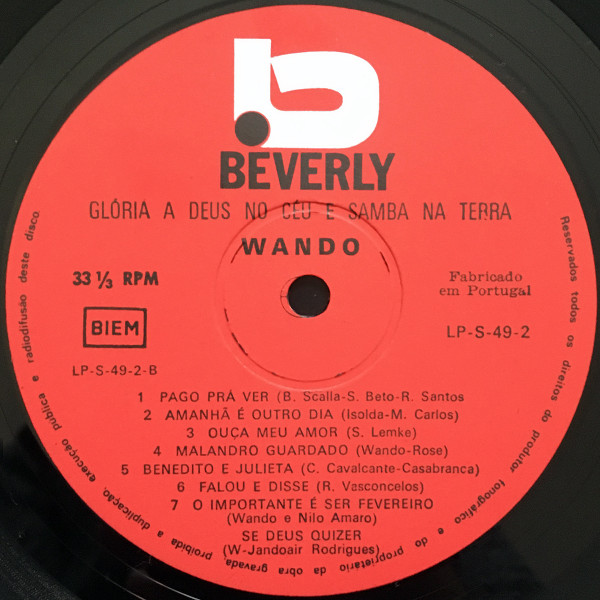 b
BEVERLY
GLÓRIA A DEUS NO CÉU E SAMBA NA TERRA
WANDO
33 1/3 RPM
Fabricado
em Portugal
BIEM
LP-S-49-2
LP-S-49-2-B
1 PAGO PRÁ VER (B. Scalla-S. Beto-R. Santos
2 AMANHÃ É OUTRO DIA (Isolda-M. Carlos)
3 OUÇA MEU AMOR (S. Lemke)
4 MALANDRO GUARDADO (Wando-Rose)
5 BENEDITO E JULIETA (C. Cavalcante-Casabranca)
6 FALOU E DISSE (R. Vasconcelos)
7 O IMPORTANTE É SER FEVEREIRO
(Wando e Nilo Amaro)
SE DEUS QUIZER
(W-Jandoair Rodrigues)
Reservados todos os direitos do produtor fonográfico e do proprietário da obra gravada, proibida a duplicação, execução pública e radiodifusão deste disco.